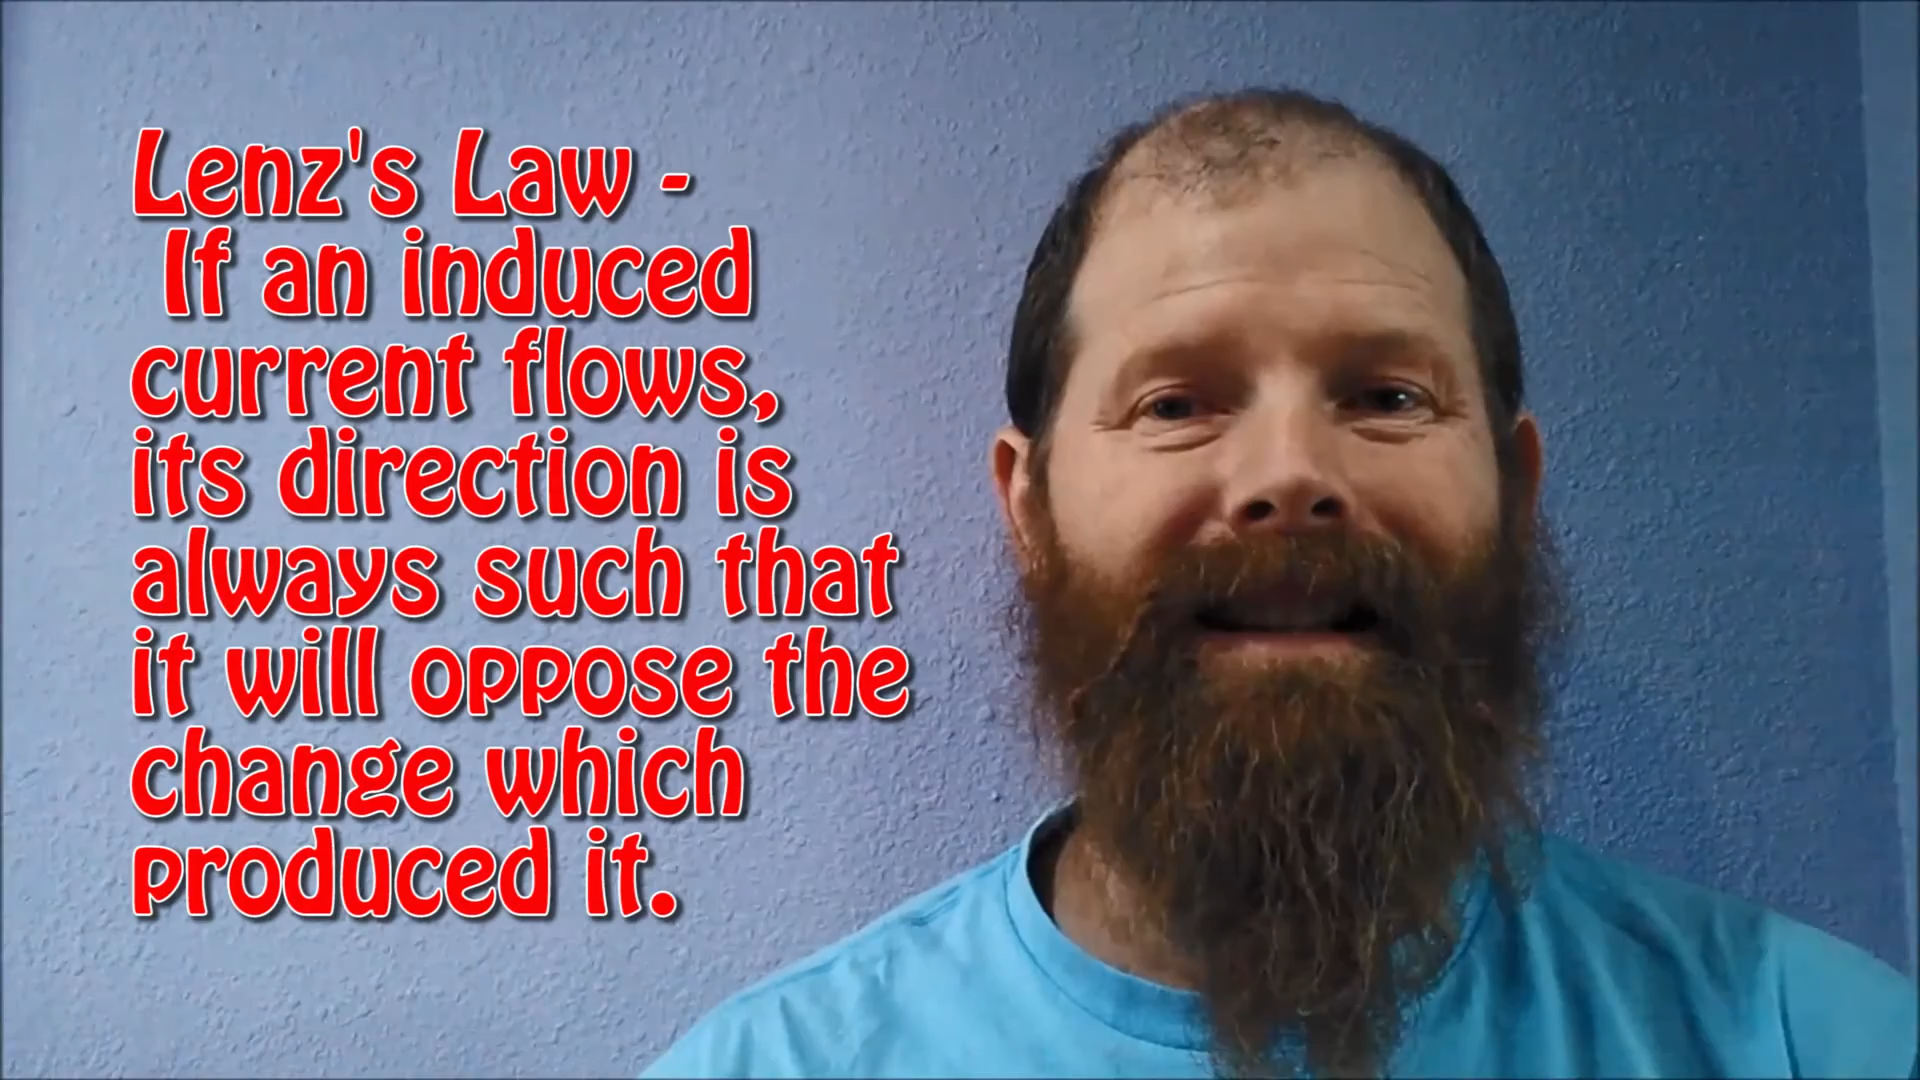 Lenz's Law -
If an induced
current flows,
its direction is
always such that
it will oppose the
change which
produced it.